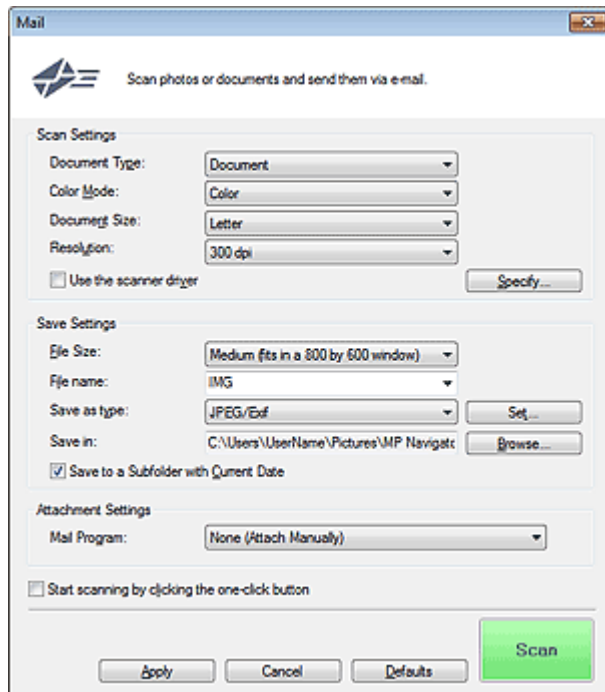 Mail
Scan photos or documents and send them via e-mail.
Scan Settings
Document Type: Document
Color Mode: Color
Document Size: Letter
Resolution: 300 dpi
Use the scanner driver Specify...
Save Settings
File Size: Medium (fits in a 800 by 600 window)
File name: IMG
Save as type: JPEG/Exif Set...
Save in: C:\Users\UserName\Pictures\MP Navigato Browse...
Save to a Subfolder with Current Date
Attachment Settings
Mail Program: None (Attach Manually)
Start scanning by clicking the one-click button
Scan
Apply Cancel Defaults